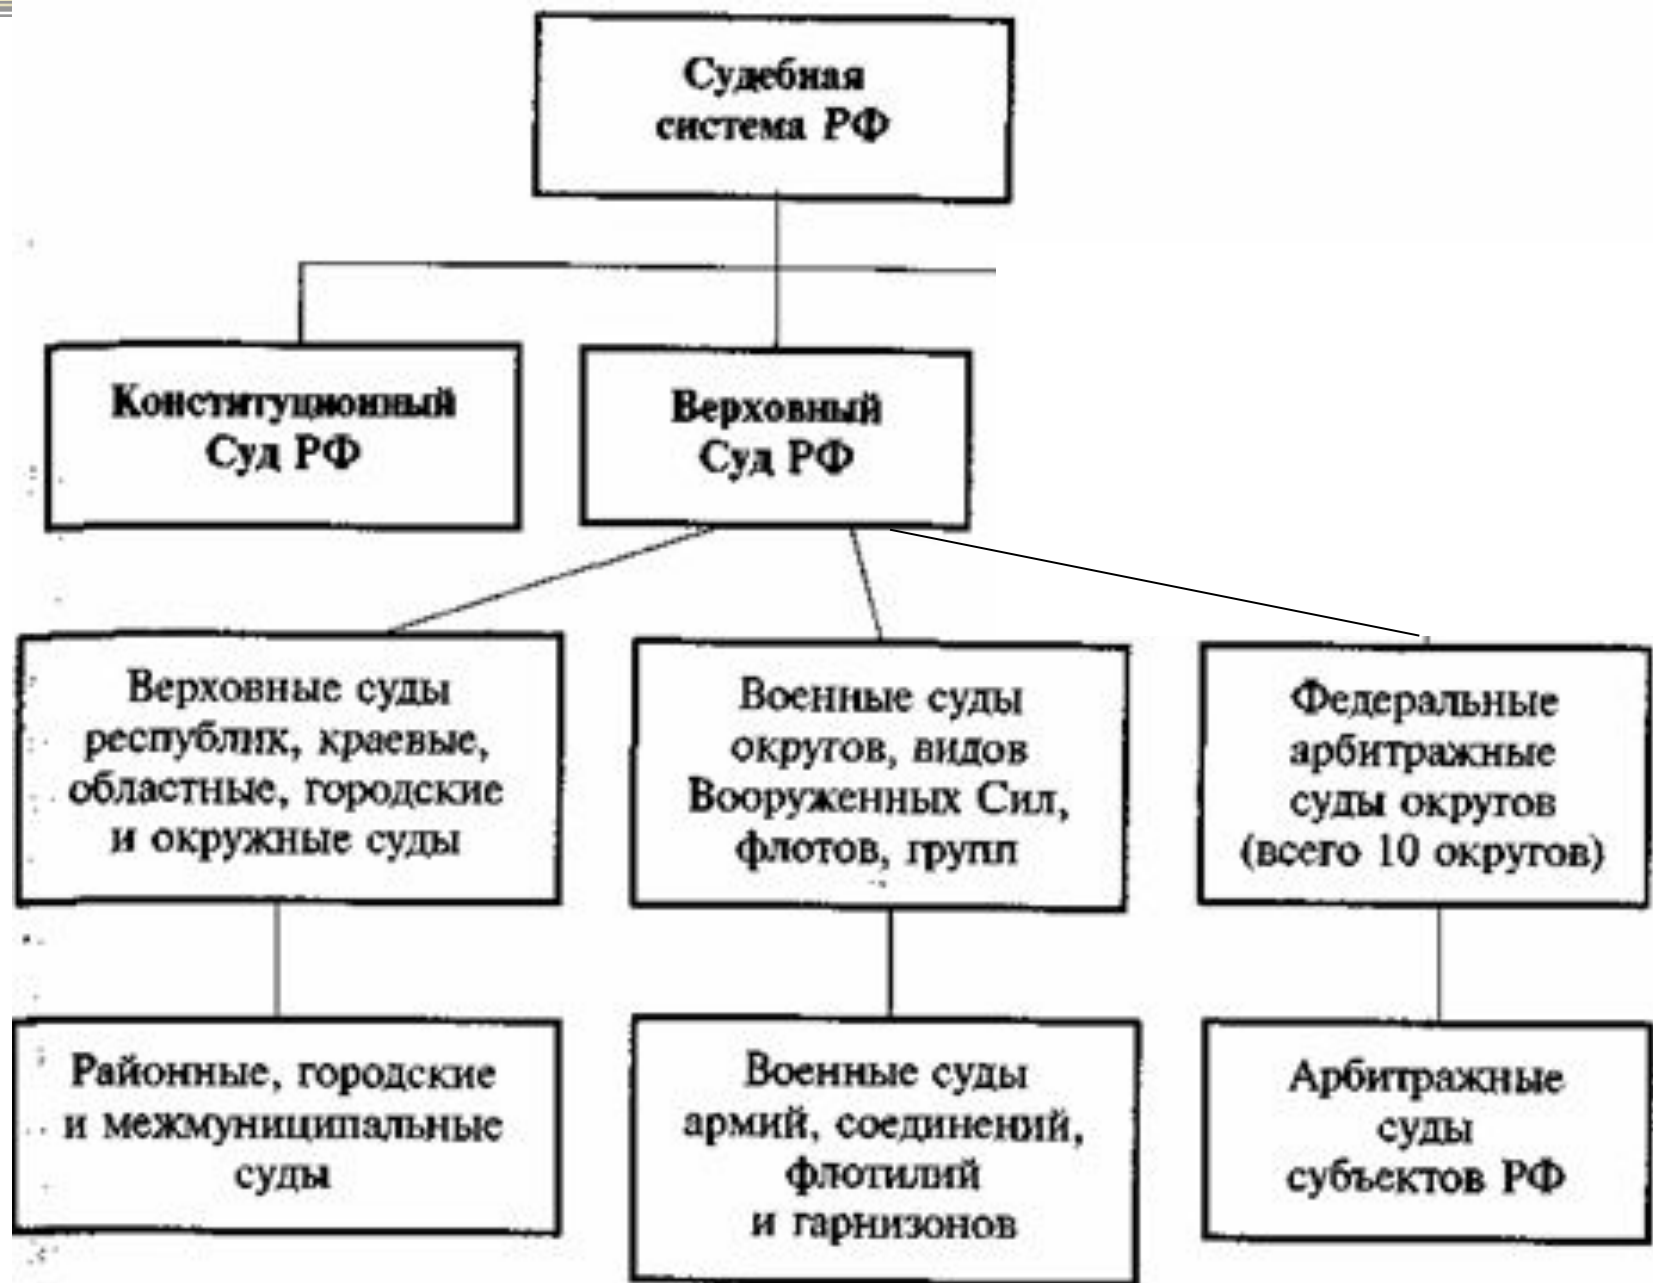 Судебная
система РФ
Конституционный
Суд РФ
Верховный
Суд РФ
Верховные суды
республик, краевые,
областные, городские
и окружные суды
Военные суды
округов, видов
Вооруженных Сил,
флотов, групп
Федеральные
арбитражные
суды округов
(всего 10 округов)
Районные, городские
и межмуниципальные
суды
Военные суды
армий, соединений,
флотилий
и гарнизонов
Арбитражные
суды
субъектов РФ